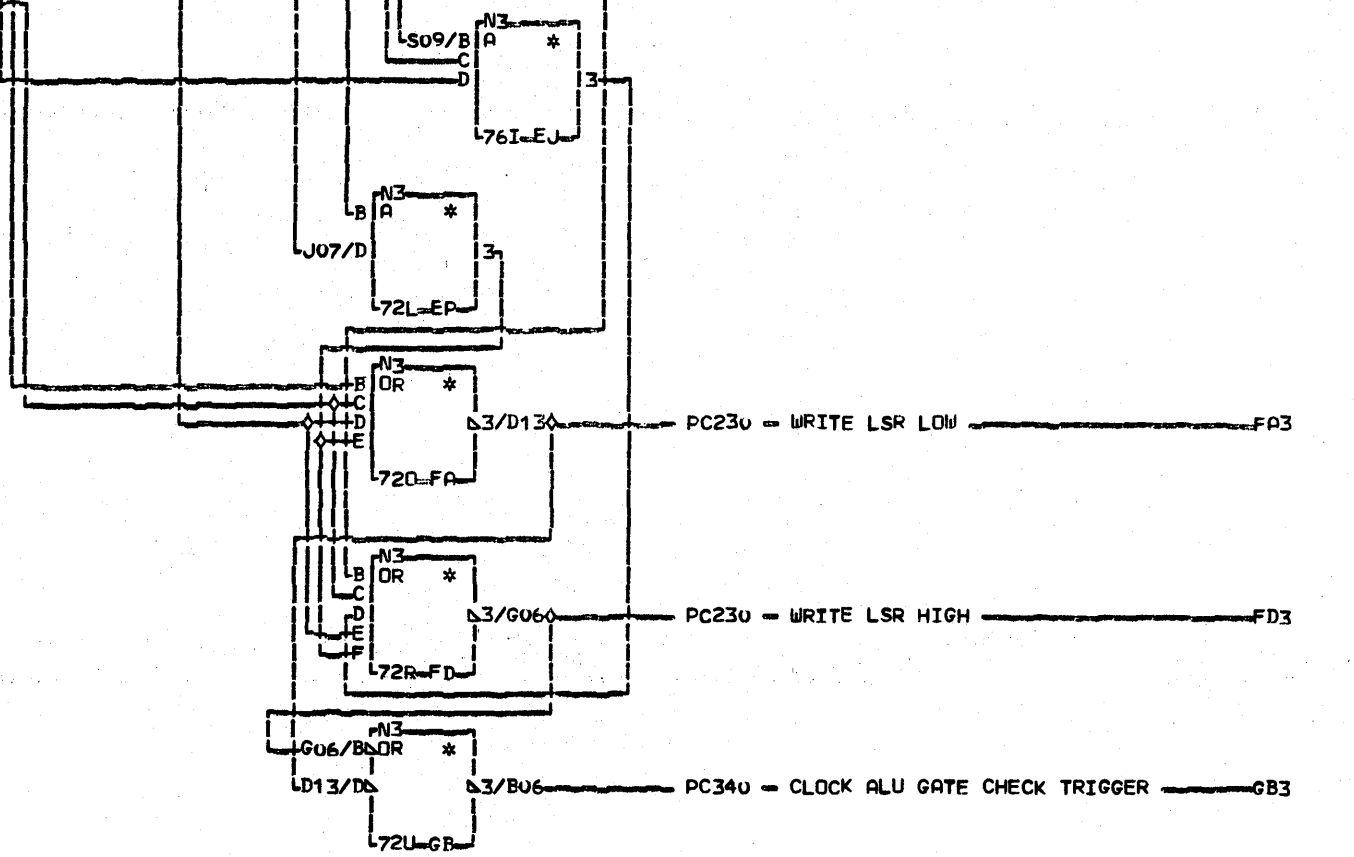 N3
S09/B A *
C
D 3
76I EJ
N3
B A *
J07/D 3
72L EP
N3
B OR *
C
D 3/D13 PC230 - WRITE LSR LOW FA3
E
72O FA
N3
B OR *
C
D 3/G06 PC230 - WRITE LSR HIGH FD3
E
F
72R FD
N3
G06/B OR *
D13/D 3/B06 PC340 - CLOCK ALU GATE CHECK TRIGGER GB3
72U GB